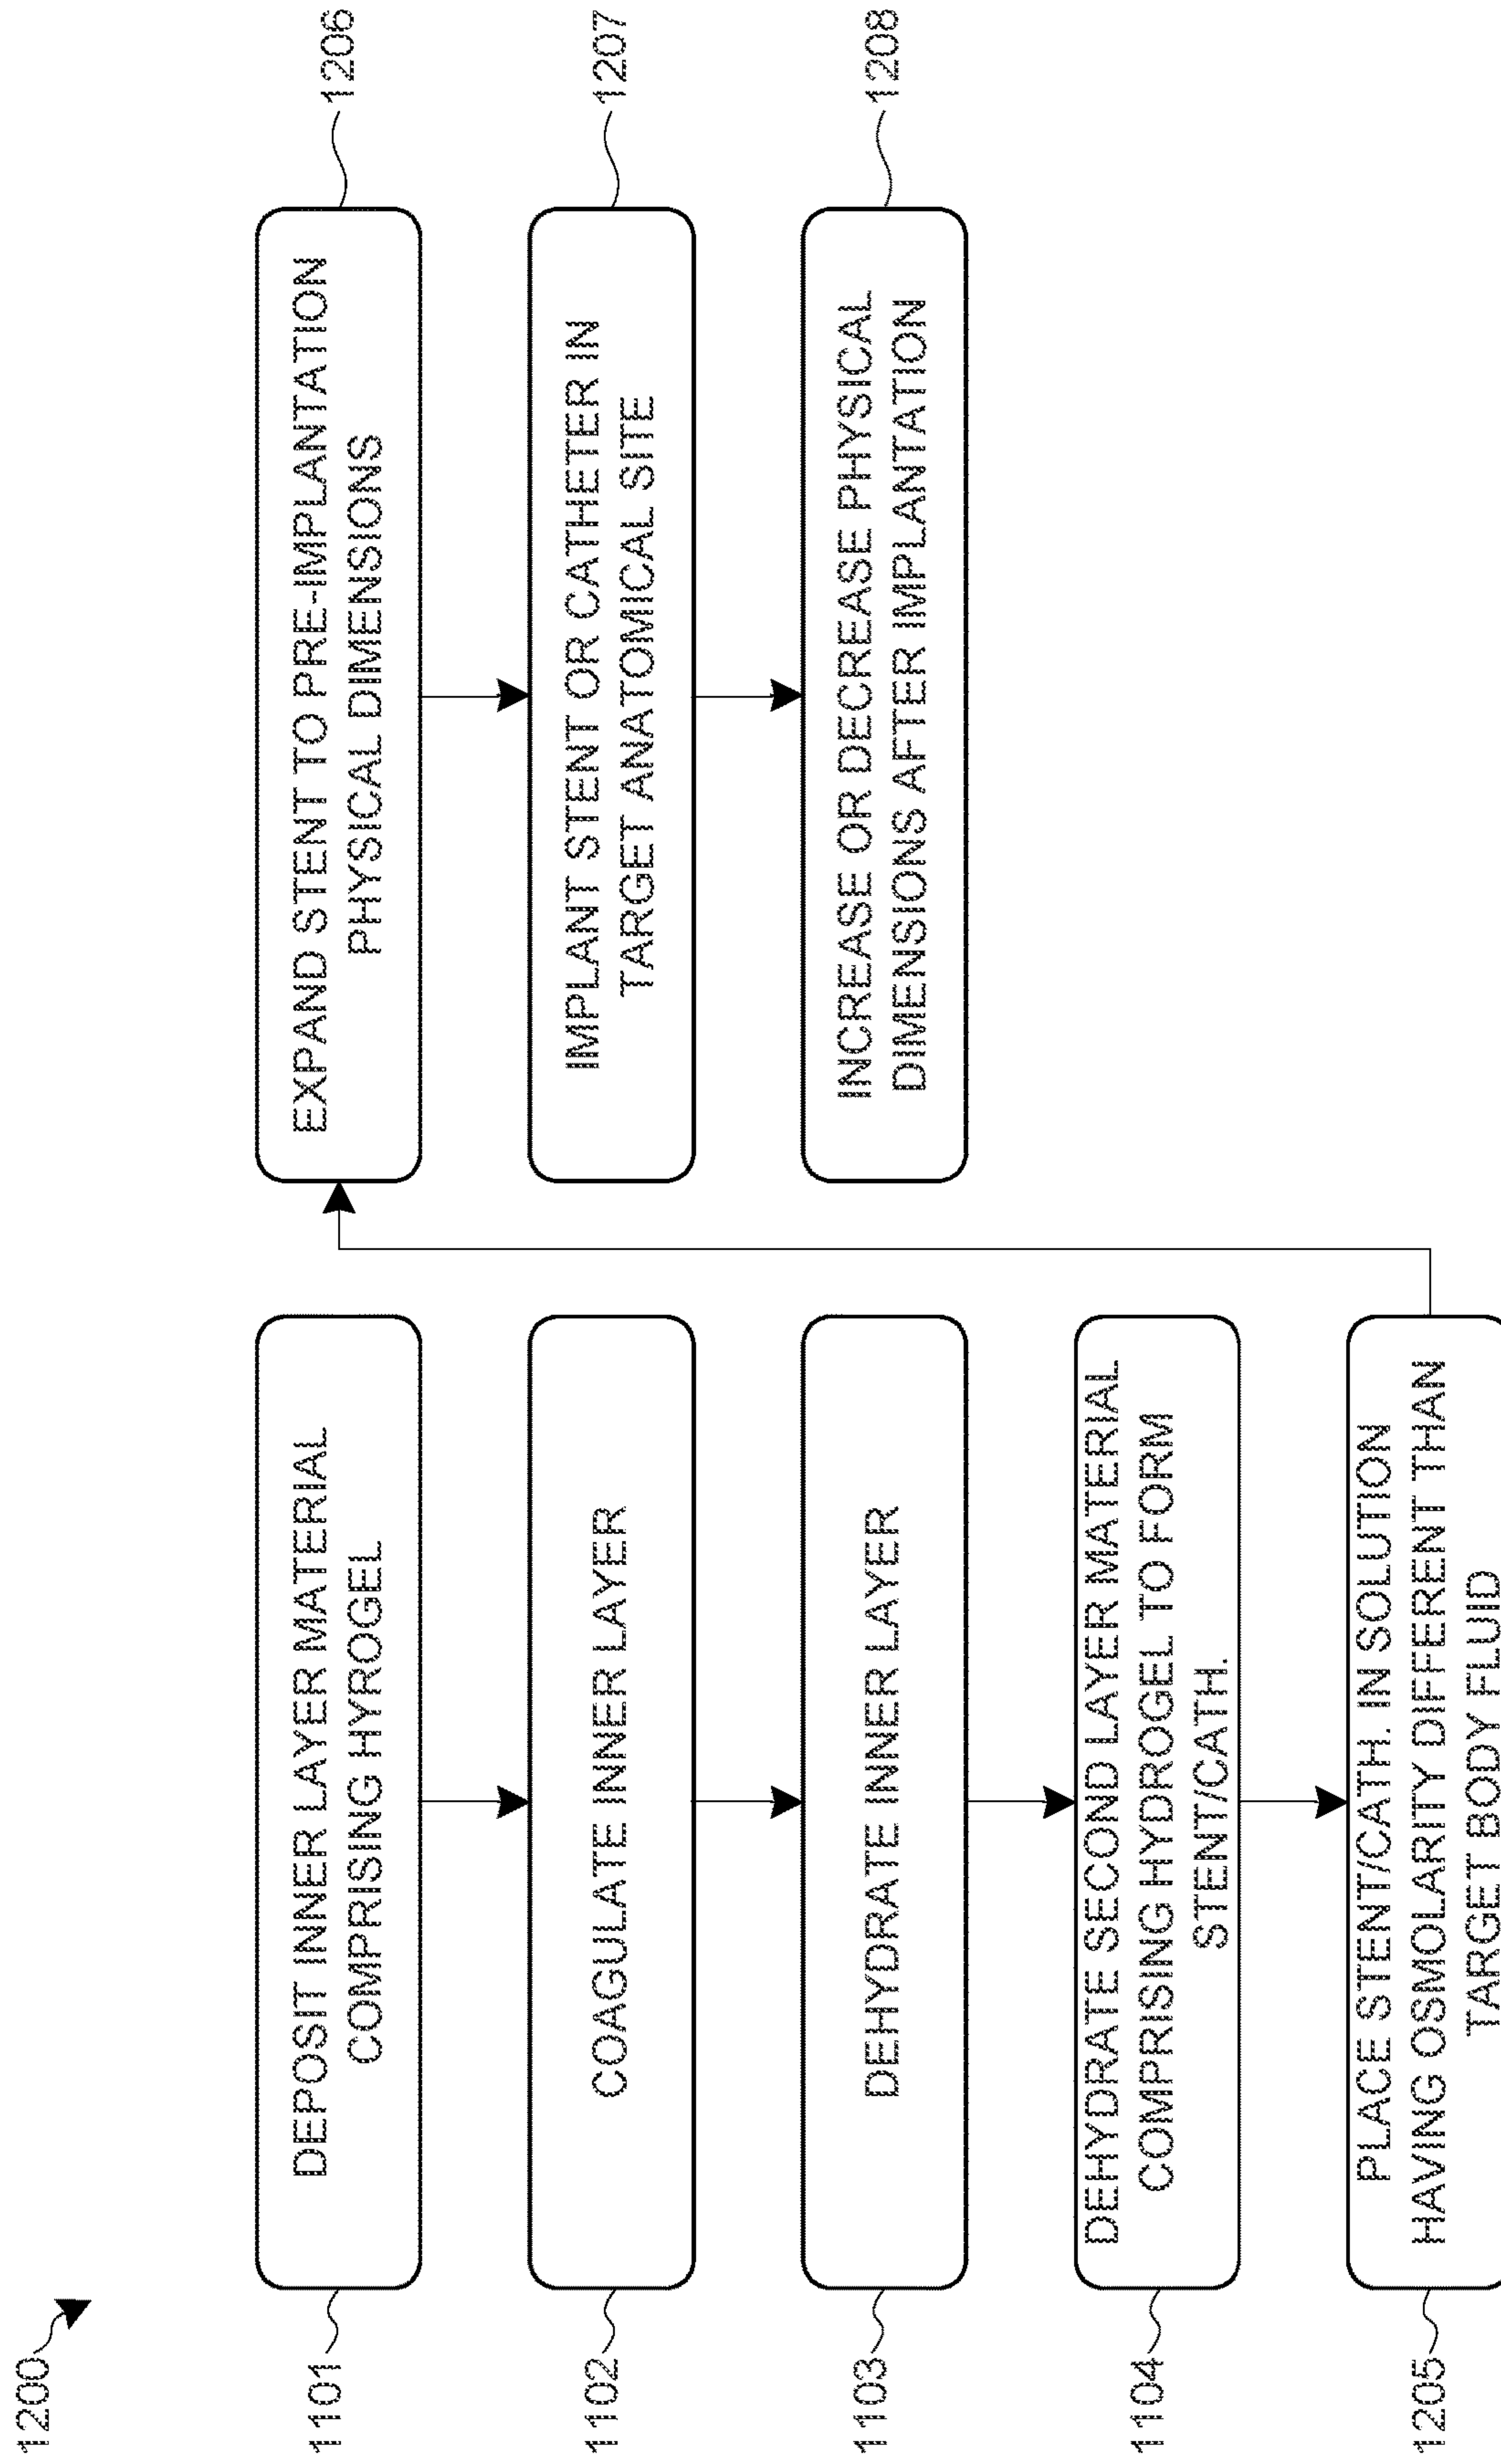 1200
1101
DEPOSIT INNER LAYER MATERIAL
COMPRISING HYROGEL
1102
COAGULATE INNER LAYER
1103
DEHYDRATE INNER LAYER
1104
DEHYDRATE SECOND LAYER MATERIAL
COMPRISING HYDROGEL TO FORM
STENT/CATH.
1205
PLACE STENT/CATH. IN SOLUTION
HAVING OSMOLARITY DIFFERENT THAN
TARGET BODY FLUID
EXPAND STENT TO PRE-IMPLANTATION
PHYSICAL DIMENSIONS
1206
IMPLANT STENT OR CATHETER IN
TARGET ANATOMICAL SITE
1207
INCREASE OR DECREASE PHYSICAL
DIMENSIONS AFTER IMPLANTATION
1208